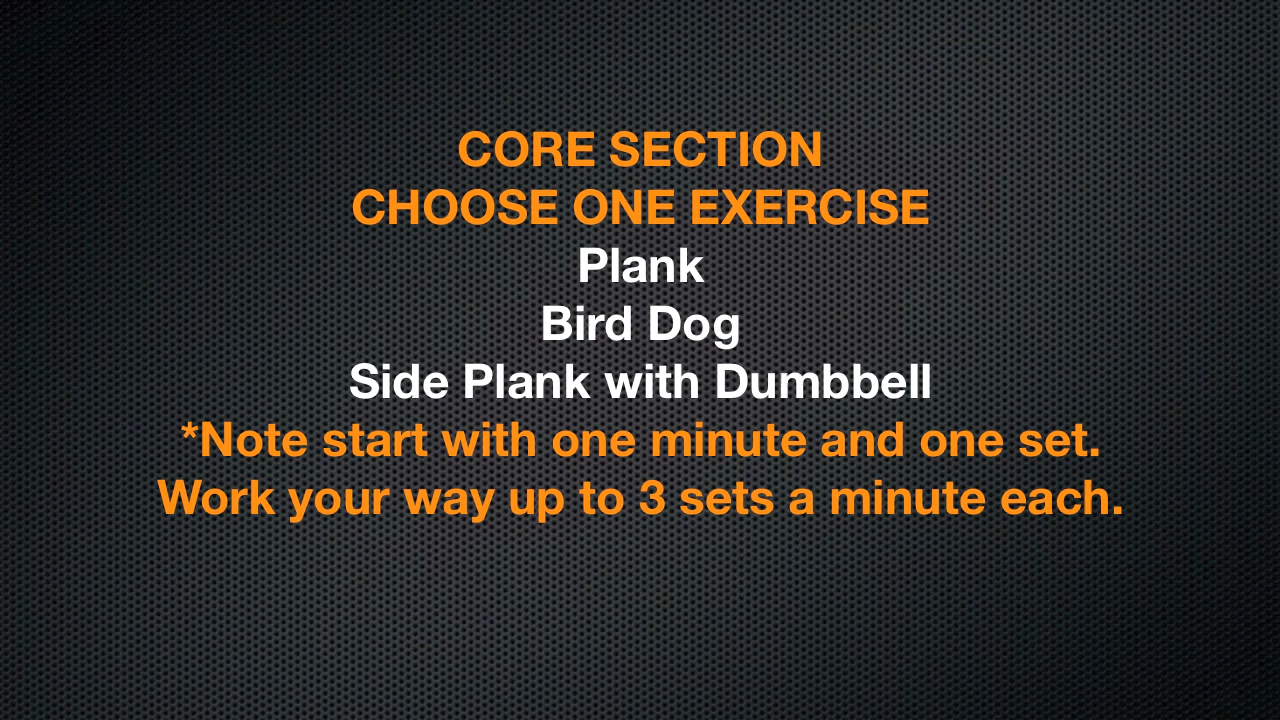 CORE SECTION
CHOOSE ONE EXERCISE
Plank
Bird Dog
Side Plank with Dumbbell
*Note start with one minute and one set.
Work your way up to 3 sets a minute each.